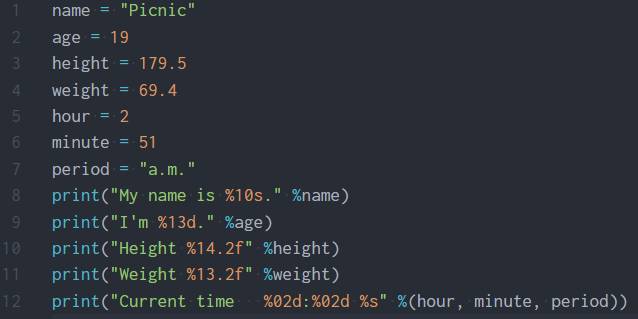 1 name = "Picnic"
2 age = 19
3 height = 179.5
4 weight = 69.4
5 hour = 2
6 minute = 51
7 period = "a.m."
8 print("My name is %10s." %name)
9 print("I'm %13d." %age)
10 print("Height %14.2f" %height)
11 print("Weight %13.2f" %weight)
12 print("Current time   %02d:%02d %s" %(hour, minute, period))